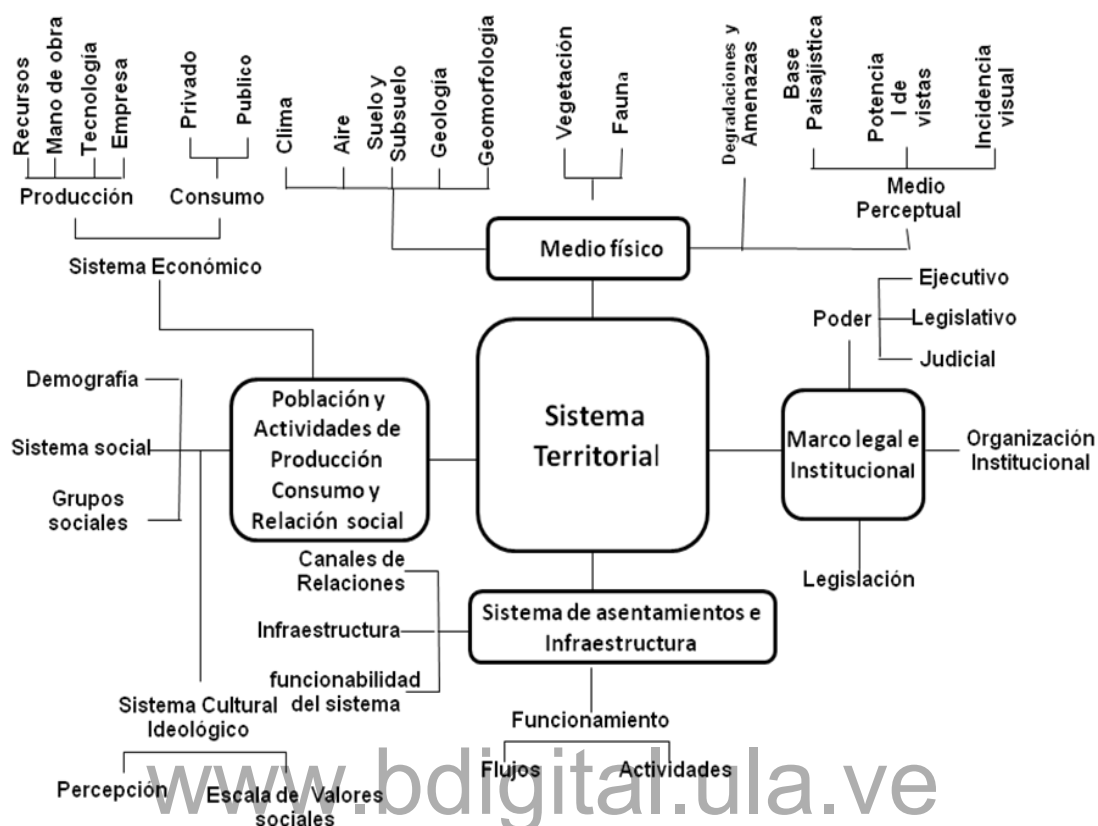 Recursos
Mano de obra
Tecnología
Empresa
Producción
Privado
Publico
Consumo
Sistema Económico
Clima
Aire
Suelo y
Subsuelo
Geología
Geomorfología
Vegetación
Fauna
Degradaciones y
Amenazas
Base
Paisajística
Potencia
l de
vistas
Incidencia
visual
Medio
Perceptual
Medio físico
Ejecutivo
Poder
Legislativo
Judicial
Demografía
Sistema social
Grupos
sociales
Población y
Actividades de
Producción
Consumo y
Relación social
Sistema
Territorial
Marco legal e
Institucional
Organización
Institucional
Legislación
Canales de
Relaciones
Infraestructura
funcionabilidad
del sistema
Sistema de asentamientos e
Infraestructura
Sistema Cultural
Ideológico
Percepción
Escala de Valores
sociales
Funcionamiento
Flujos
Actividades
www.bdigital.ula.ve